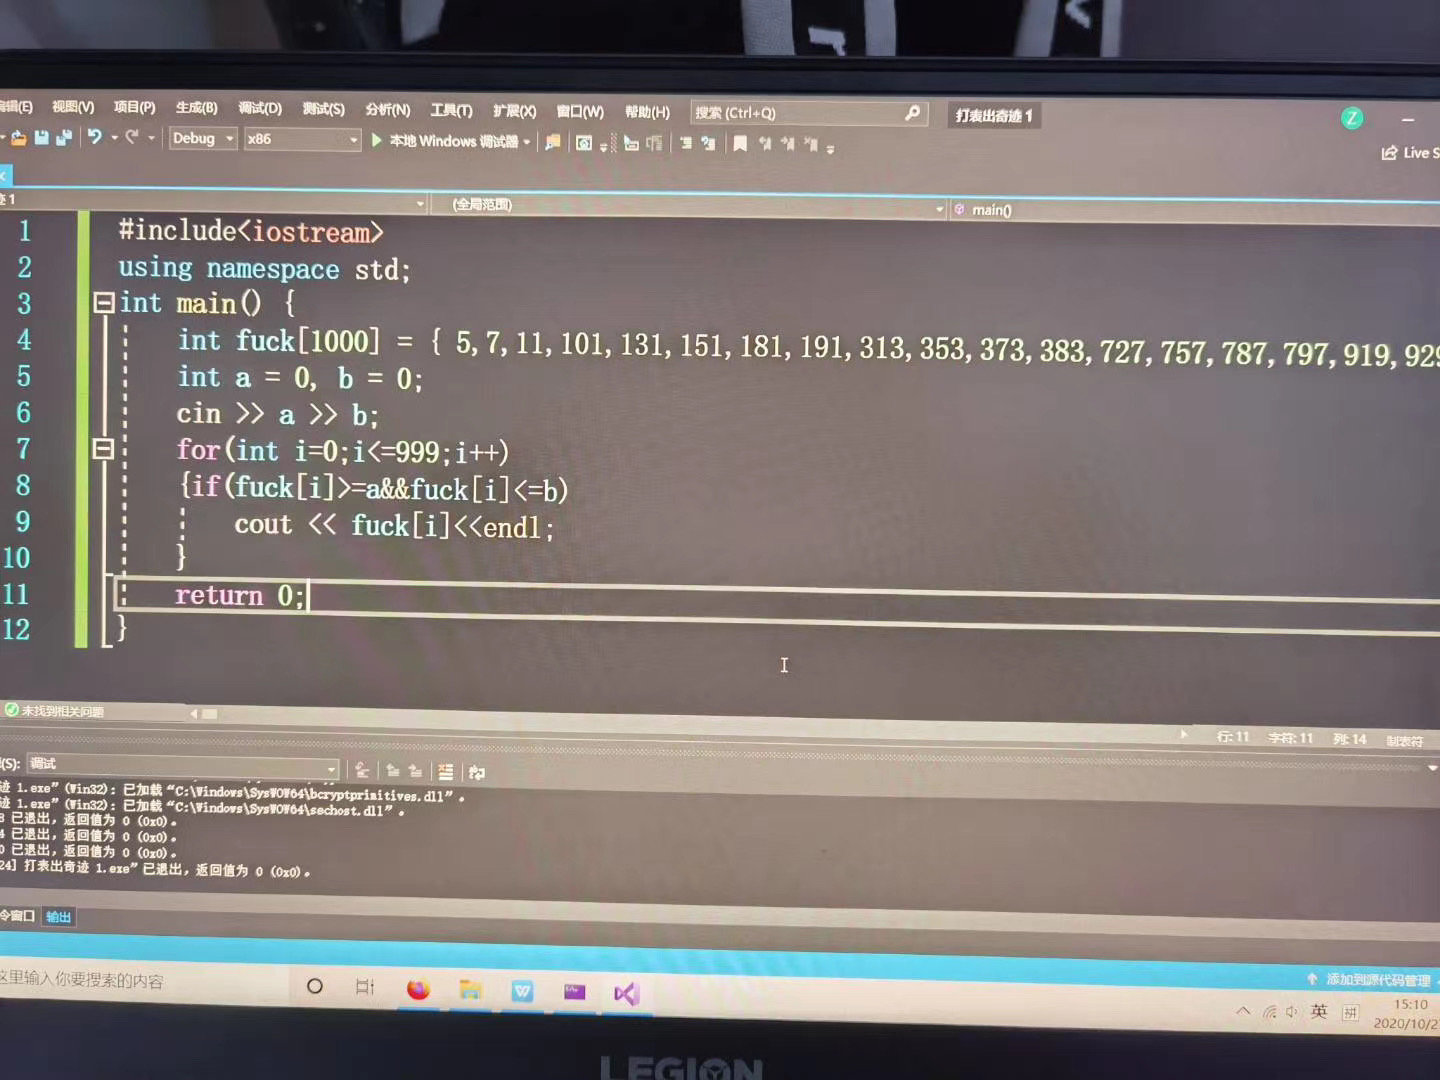 编辑(E) 视图(V) 项目(P) 生成(B) 调试(D) 测试(S) 分析(N) 工具(T) 扩展(X) 窗口(W) 帮助(H) 搜索 (Ctrl+Q) 打表出奇迹 1 Z
Debug x86 本地 Windows 调试器 Live S
迹 1 (全局范围) main()
1 #include<iostream>
2 using namespace std;
3 int main() {
4 int fuck[1000] = { 5,7,11,101,131,151,181,191,313,353,373,383,727,757,787,797,919,929
5 int a = 0, b = 0;
6 cin >> a >> b;
7 for(int i=0;i<=999;i++)
8 {if(fuck[i]>=a&&fuck[i]<=b)
9 cout << fuck[i]<<endl;
10 }
11 return 0;
12 }
未找到相关问题 行: 11 字符: 11 列: 14 制表符
(S): 调试
迹 1.exe”(Win32): 已加载“C:\Windows\SysWOW64\bcryptprimitives.dll”。
迹 1.exe”(Win32): 已加载“C:\Windows\SysWOW64\sechost.dll”。
8 已退出，返回值为 0 (0x0)。
4 已退出，返回值为 0 (0x0)。
0 已退出，返回值为 0 (0x0)。
24] 打表出奇迹 1.exe”已退出，返回值为 0 (0x0)。
令窗口 输出
添加到源代码管理
这里输入你要搜索的内容 英 拼 15:10
2020/10/2
LEGION